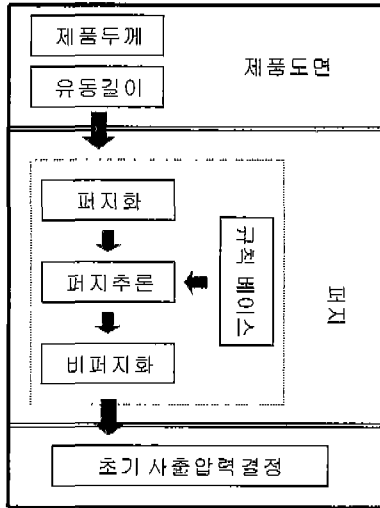 제품두께
제품도면
유동길이
퍼지화
규칙 베이스
퍼지
퍼지추론
비퍼지화
초기 사출압력 결정